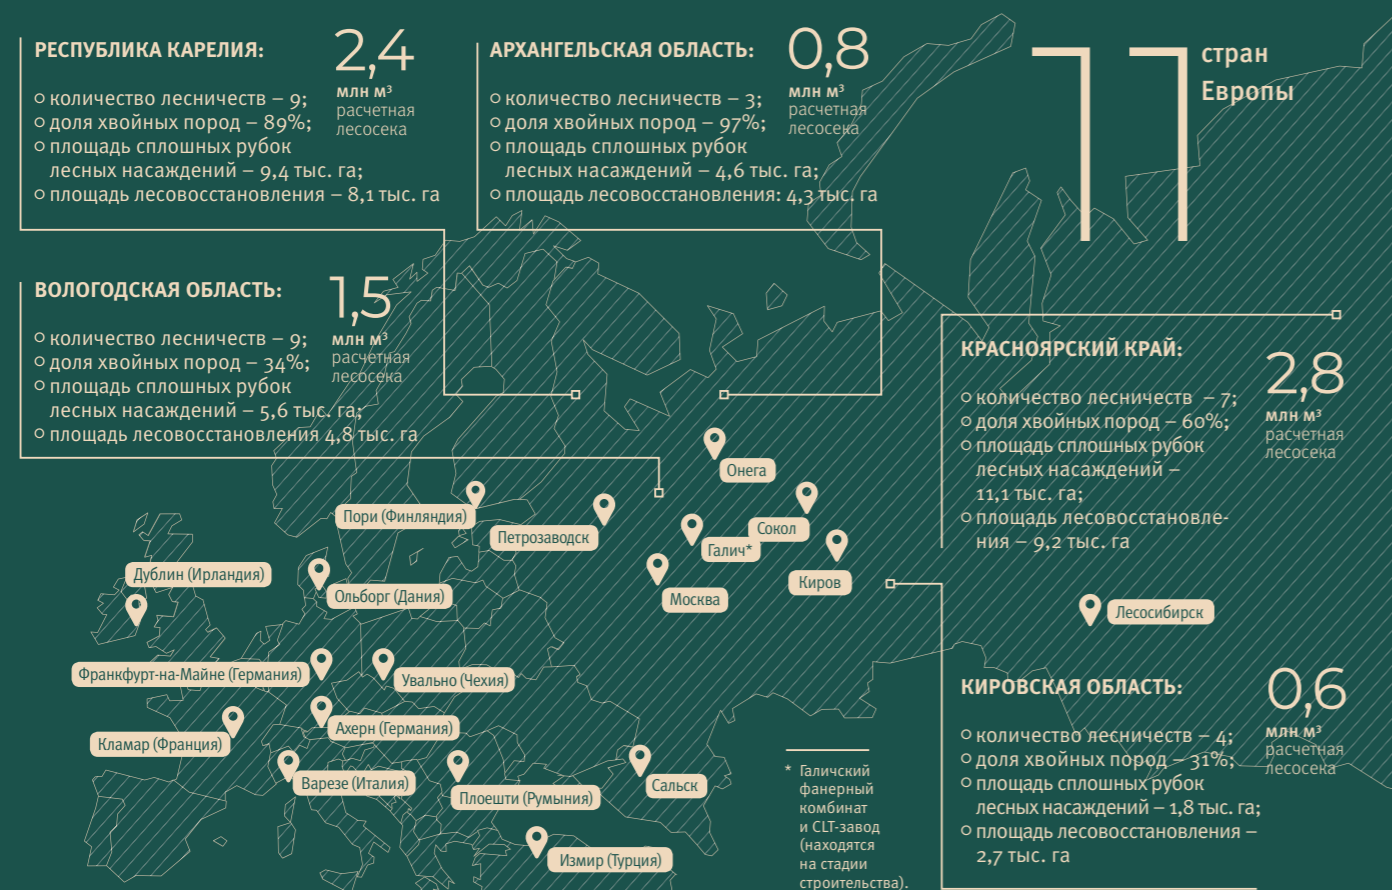 РЕСПУБЛИКА КАРЕЛИЯ:
○ количество лесничеств – 9;
○ доля хвойных пород – 89%;
○ площадь сплошных рубок
лесных насаждений – 9,4 тыс. га;
○ площадь лесовосстановления – 8,1 тыс. га
2,4
млн м³
расчетная
лесосека
АРХАНГЕЛЬСКАЯ ОБЛАСТЬ:
○ количество лесничеств – 3;
○ доля хвойных пород – 97%;
○ площадь сплошных рубок
лесных насаждений – 4,6 тыс. га;
○ площадь лесовосстановления: 4,3 тыс. га
0,8
млн м³
расчетная
лесосека
11
стран
Европы
ВОЛОГОДСКАЯ ОБЛАСТЬ:
○ количество лесничеств – 9;
○ доля хвойных пород – 34%;
○ площадь сплошных рубок
лесных насаждений – 5,6 тыс. га;
○ площадь лесовосстановления 4,8 тыс. га
1,5
млн м³
расчетная
лесосека
КРАСНОЯРСКИЙ КРАЙ:
○ количество лесничеств – 7;
○ доля хвойных пород – 60%;
○ площадь сплошных рубок
лесных насаждений –
11,1 тыс. га;
○ площадь лесовосстановле-
ния – 9,2 тыс. га
2,8
млн м³
расчетная
лесосека
Онега
Пори (Финляндия)
Петрозаводск
Сокол
Галич*
Киров
Москва
Дублин (Ирландия)
Ольборг (Дания)
Лесосибирск
Франкфурт-на-Майне (Германия)
Увально (Чехия)
Ахерн (Германия)
Кламар (Франция)
Варезе (Италия)
Плоешти (Румыния)
Сальск
Измир (Турция)
* Галичский
фанерный
комбинат
и CLT-завод
(находятся
на стадии
строительства).
КИРОВСКАЯ ОБЛАСТЬ:
○ количество лесничеств – 4;
○ доля хвойных пород – 31%;
○ площадь сплошных рубок
лесных насаждений – 1,8 тыс. га;
○ площадь лесовосстановления –
2,7 тыс. га
0,6
млн м³
расчетная
лесосека